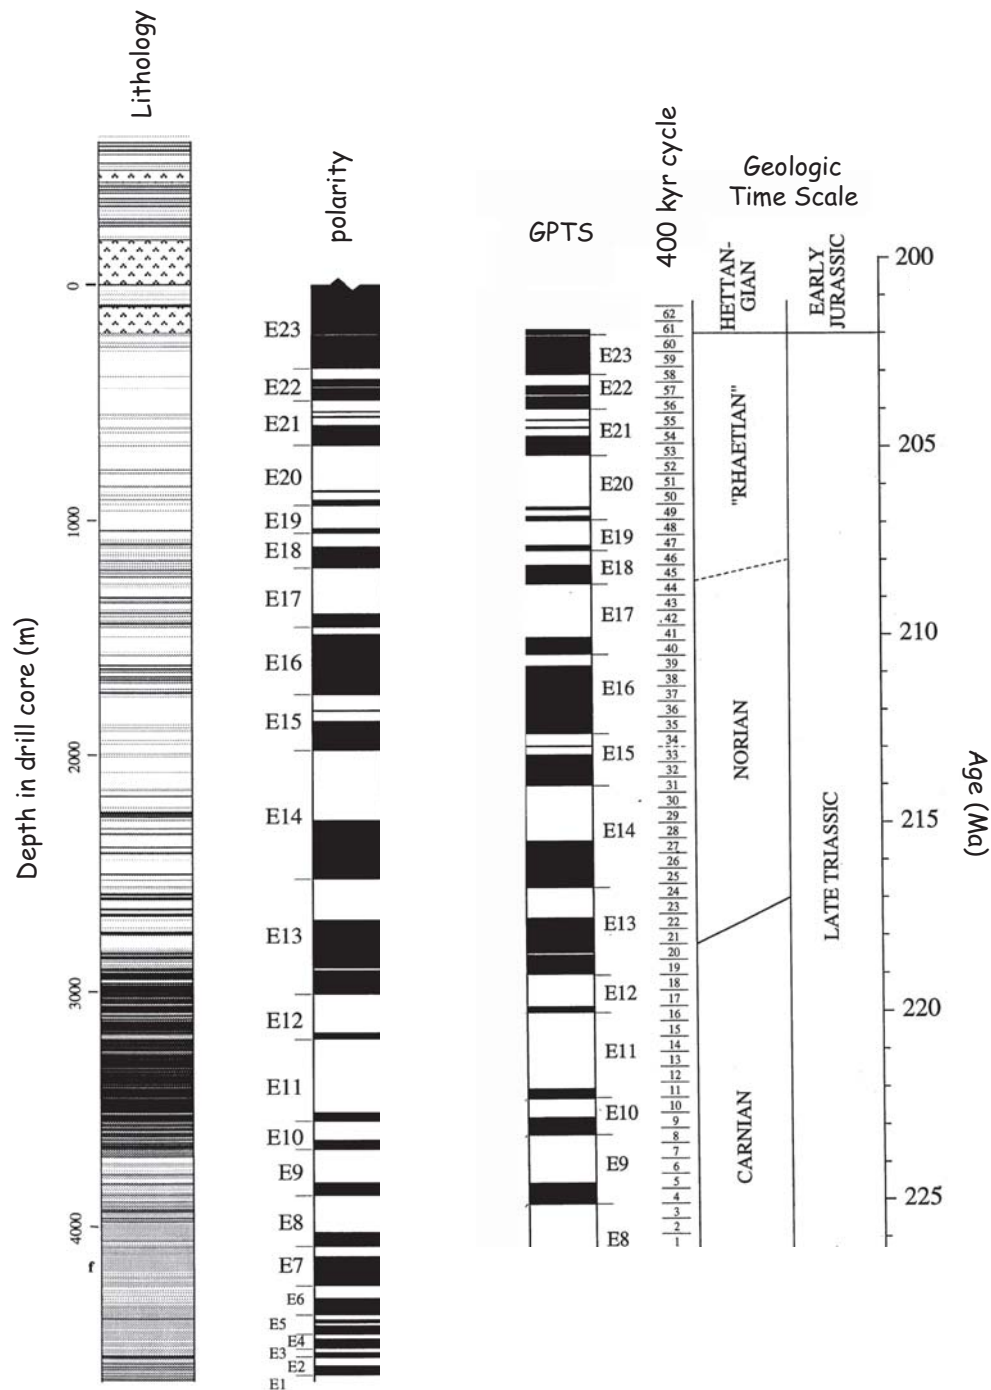 Lithology
polarity
GPTS
400 kyr cycle
Geologic
Time Scale
Depth in drill core (m)
0
1000
2000
3000
4000
f
E23
E22
E21
E20
E19
E18
E17
E16
E15
E14
E13
E12
E11
E10
E9
E8
E7
E6
E5
E4
E3
E2
E1
E23
E22
E21
E20
E19
E18
E17
E16
E15
E14
E13
E12
E11
E10
E9
E8
62
61
60
59
58
57
56
55
54
53
52
51
50
49
48
47
46
45
44
43
42
41
40
39
38
37
36
35
34
33
32
31
30
29
28
27
26
25
24
23
22
21
20
19
18
17
16
15
14
13
12
11
10
9
8
7
6
5
4
3
2
1
HETTAN-
GIAN
"RHAETIAN"
NORIAN
CARNIAN
EARLY
JURASSIC
LATE TRIASSIC
200
205
210
215
220
225
Age (Ma)